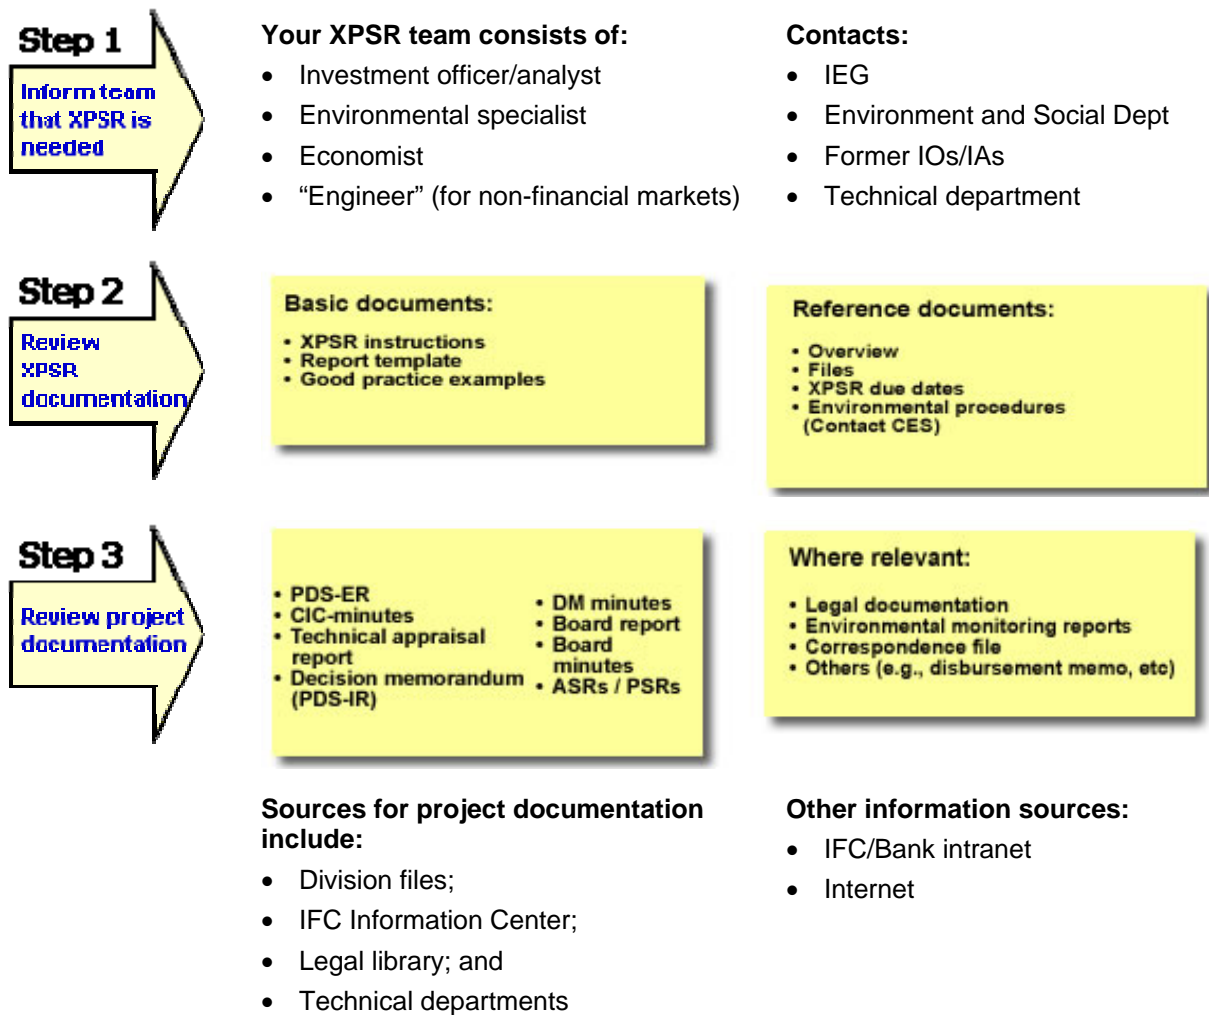 Step 1
Inform team
that XPSR is
needed
Your XPSR team consists of:
• Investment officer/analyst
• Environmental specialist
• Economist
• “Engineer” (for non-financial markets)
Contacts:
• IEG
• Environment and Social Dept
• Former IOs/IAs
• Technical department
Step 2
Review
XPSR
documentation
Basic documents:
• XPSR instructions
• Report template
• Good practice examples
Reference documents:
• Overview
• Files
• XPSR due dates
• Environmental procedures
(Contact CES)
Step 3
Review project
documentation
• PDS-ER
• CIC-minutes
• Technical appraisal
report
• Decision memorandum
(PDS-IR)
• DM minutes
• Board report
• Board
minutes
• ASRs / PSRs
Where relevant:
• Legal documentation
• Environmental monitoring reports
• Correspondence file
• Others (e.g., disbursement memo, etc)
Sources for project documentation
include:
• Division files;
• IFC Information Center;
• Legal library; and
• Technical departments
Other information sources:
• IFC/Bank intranet
• Internet